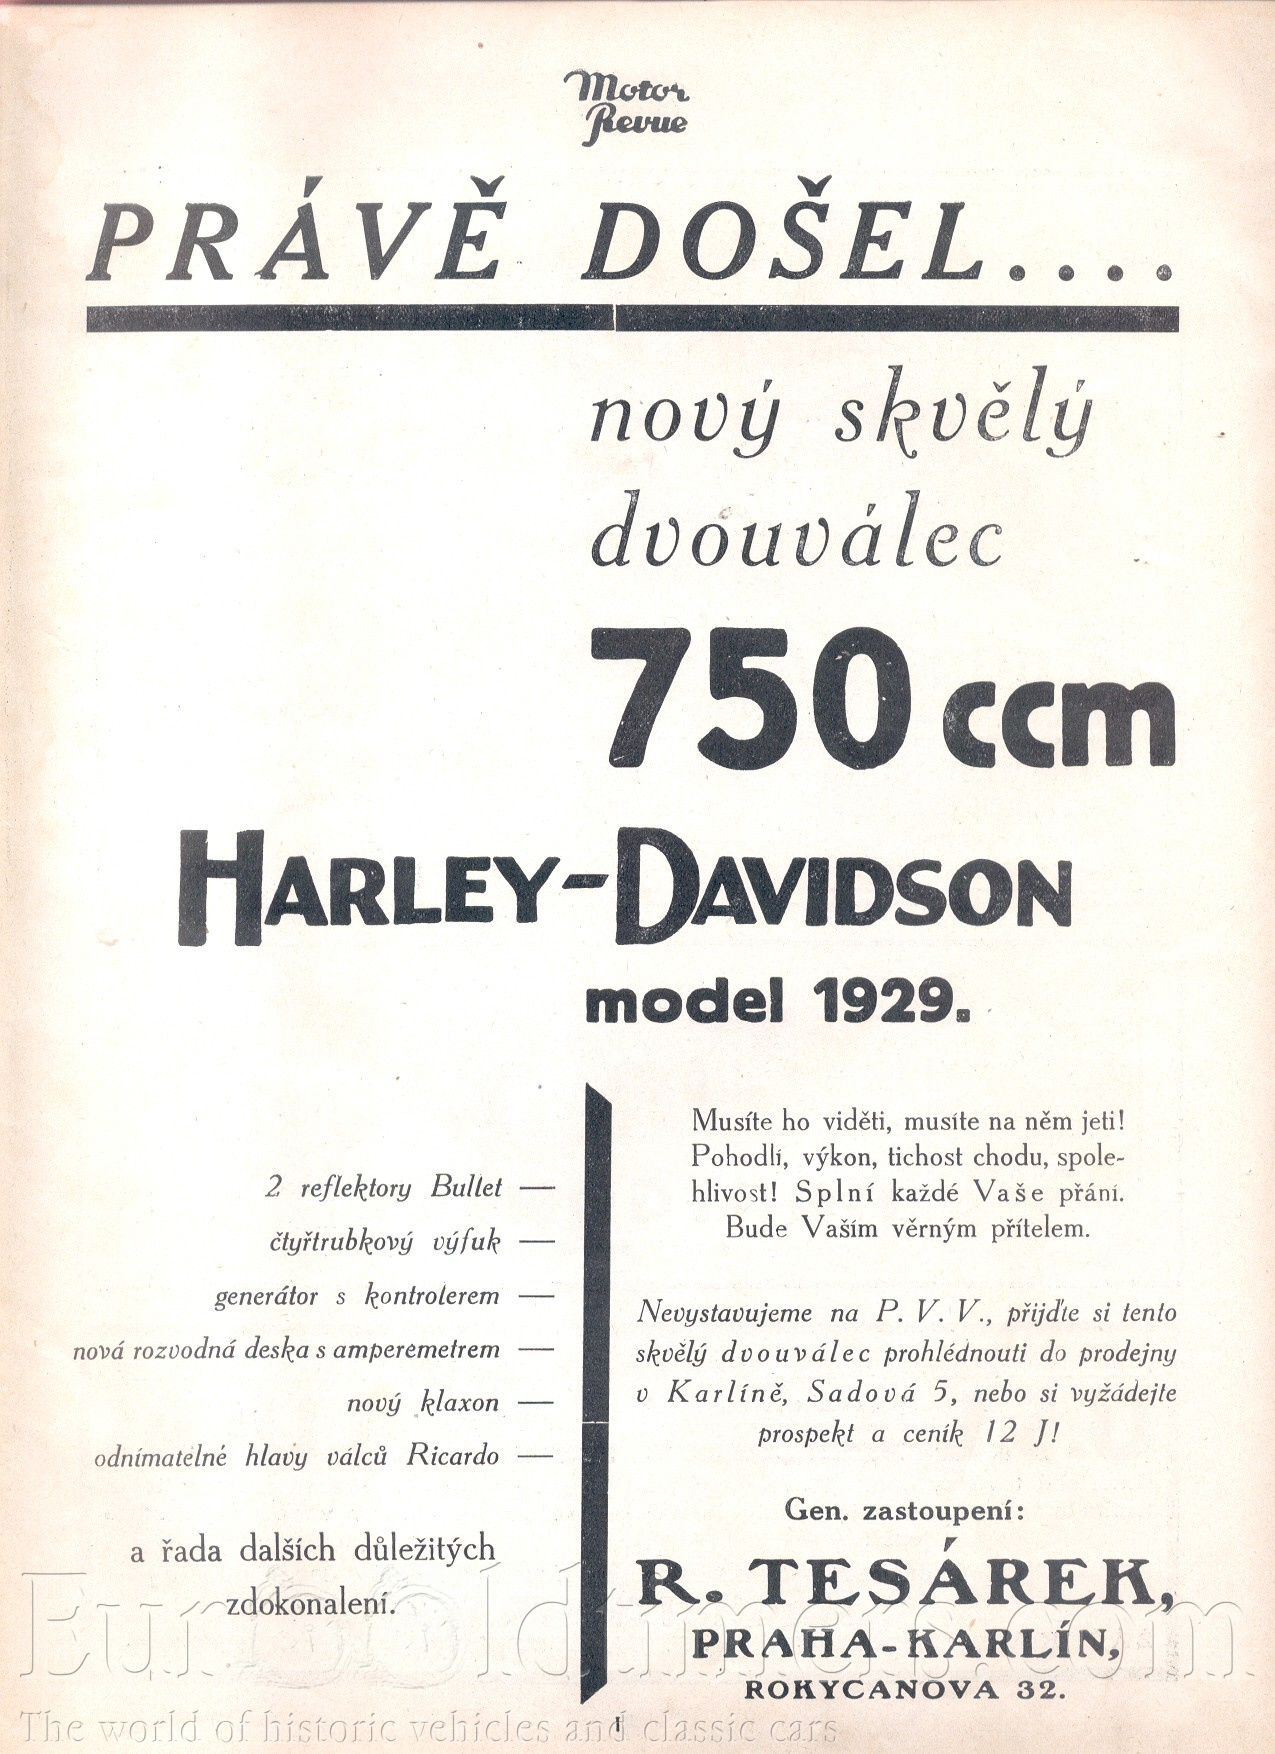 Motor
Revue
PRÁVĚ DOŠEL....
nový skvělý
dvouválec
750 ccm
HARLEY-DAVIDSON
model 1929.
2 reflektory Bullet —
čtyřtrubkový výfuk —
generátor s kontrolerem —
nová rozvodná deska s amperemetrem —
nový klaxon —
odnímatelné hlavy válců Ricardo —
a řada dalších důležitých
zdokonalení.
Musíte ho viděti, musíte na něm jeti!
Pohodlí, výkon, tichost chodu, spole-
hlivost! Splní každé Vaše přání.
Bude Vaším věrným přítelem.
Nevystavujeme na P. V. V., přijďte si tento
skvělý dvouválec prohlédnouti do prodejny
v Karlíně, Sadová 5, nebo si vyžádejte
prospekt a ceník 12 J!
Gen. zastoupení:
R. TESÁREK,
PRAHA-KARLÍN,
ROKYCANOVA 32.
I
Eurooldtimers.com
The world of historic vehicles and classic cars